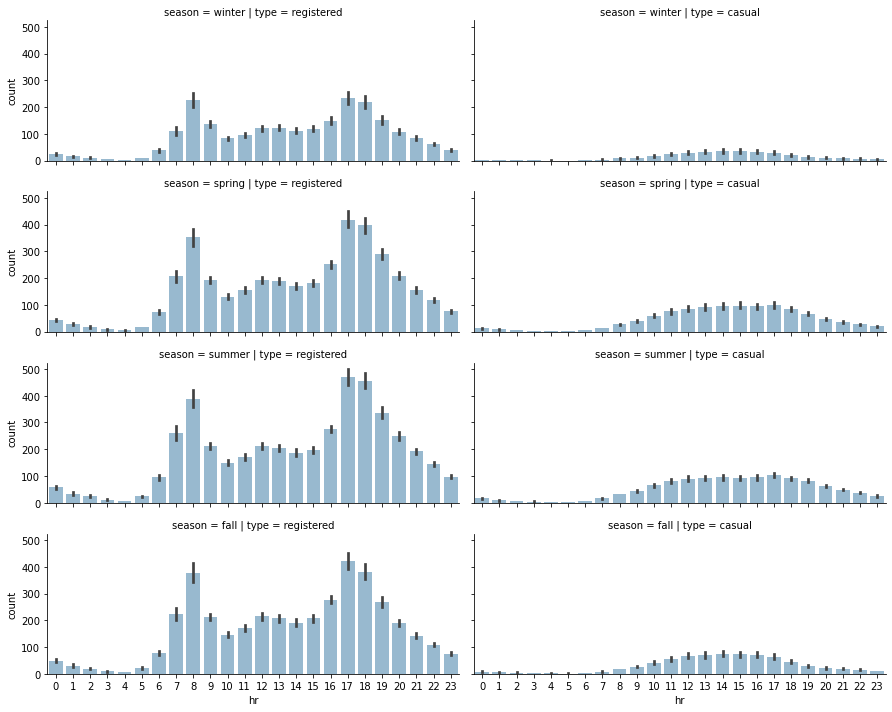 season = winter | type = registered
season = winter | type = casual
500
400
300
200
100
0
count
season = spring | type = registered
season = spring | type = casual
500
400
300
200
100
0
count
season = summer | type = registered
season = summer | type = casual
500
400
300
200
100
0
count
season = fall | type = registered
season = fall | type = casual
500
400
300
200
100
0
count
0 1 2 3 4 5 6 7 8 9 10 11 12 13 14 15 16 17 18 19 20 21 22 23
hr
0 1 2 3 4 5 6 7 8 9 10 11 12 13 14 15 16 17 18 19 20 21 22 23
hr